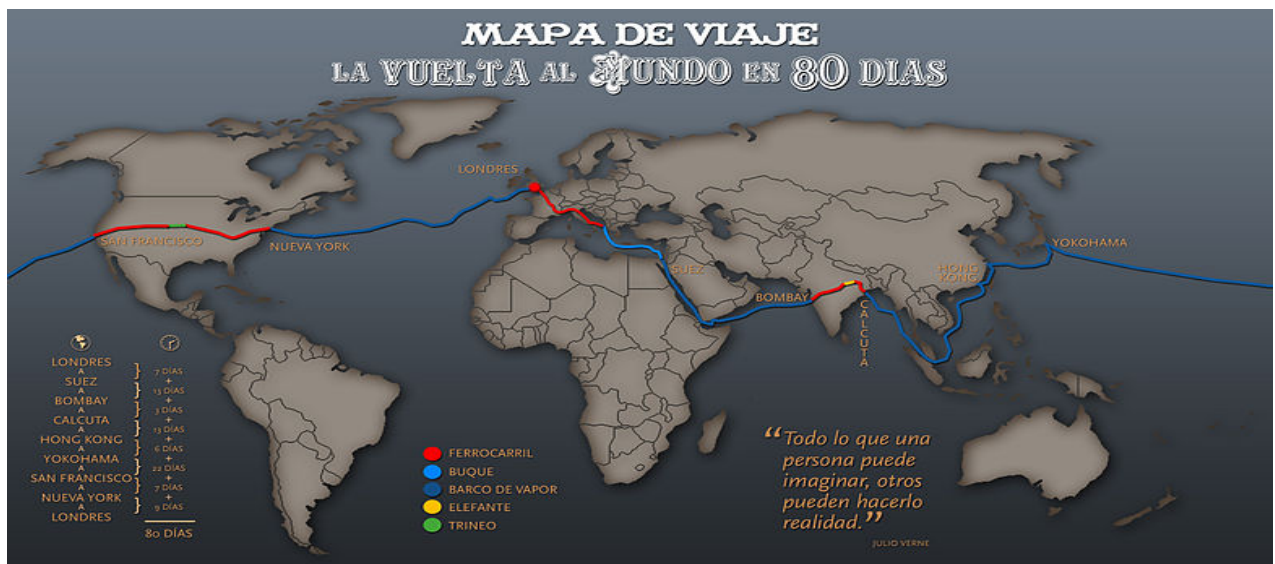 MAPA DE VIAJE
LA VUELTA AL MUNDO EN 80 DIAS
LONDRES
SAN FRANCISCO
NUEVA YORK
SUEZ
BOMBAY
CALCUTA
HONG
KONG
YOKOHAMA
LONDRES
A
7 DÍAS
SUEZ
+
A
13 DÍAS
BOMBAY
+
A
3 DÍAS
CALCUTA
+
A
13 DÍAS
HONG KONG
+
A
6 DÍAS
YOKOHAMA
+
A
22 DÍAS
SAN FRANCISCO
+
A
7 DÍAS
NUEVA YORK
+
A
9 DÍAS
LONDRES
80 DÍAS
FERROCARRIL
BUQUE
BARCO DE VAPOR
ELEFANTE
TRINEO
“Todo lo que una
persona puede
imaginar, otros
pueden hacerlo
realidad.”
JULIO VERNE